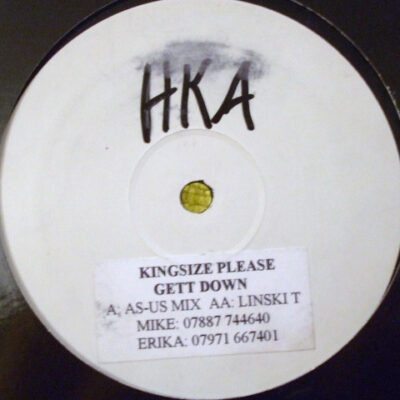 HKA
KINGSIZE PLEASE
GETT DOWN
A; AS-US MIX AA: LINSKI T
MIKE: 07887 744640
ERIKA: 07971 667401